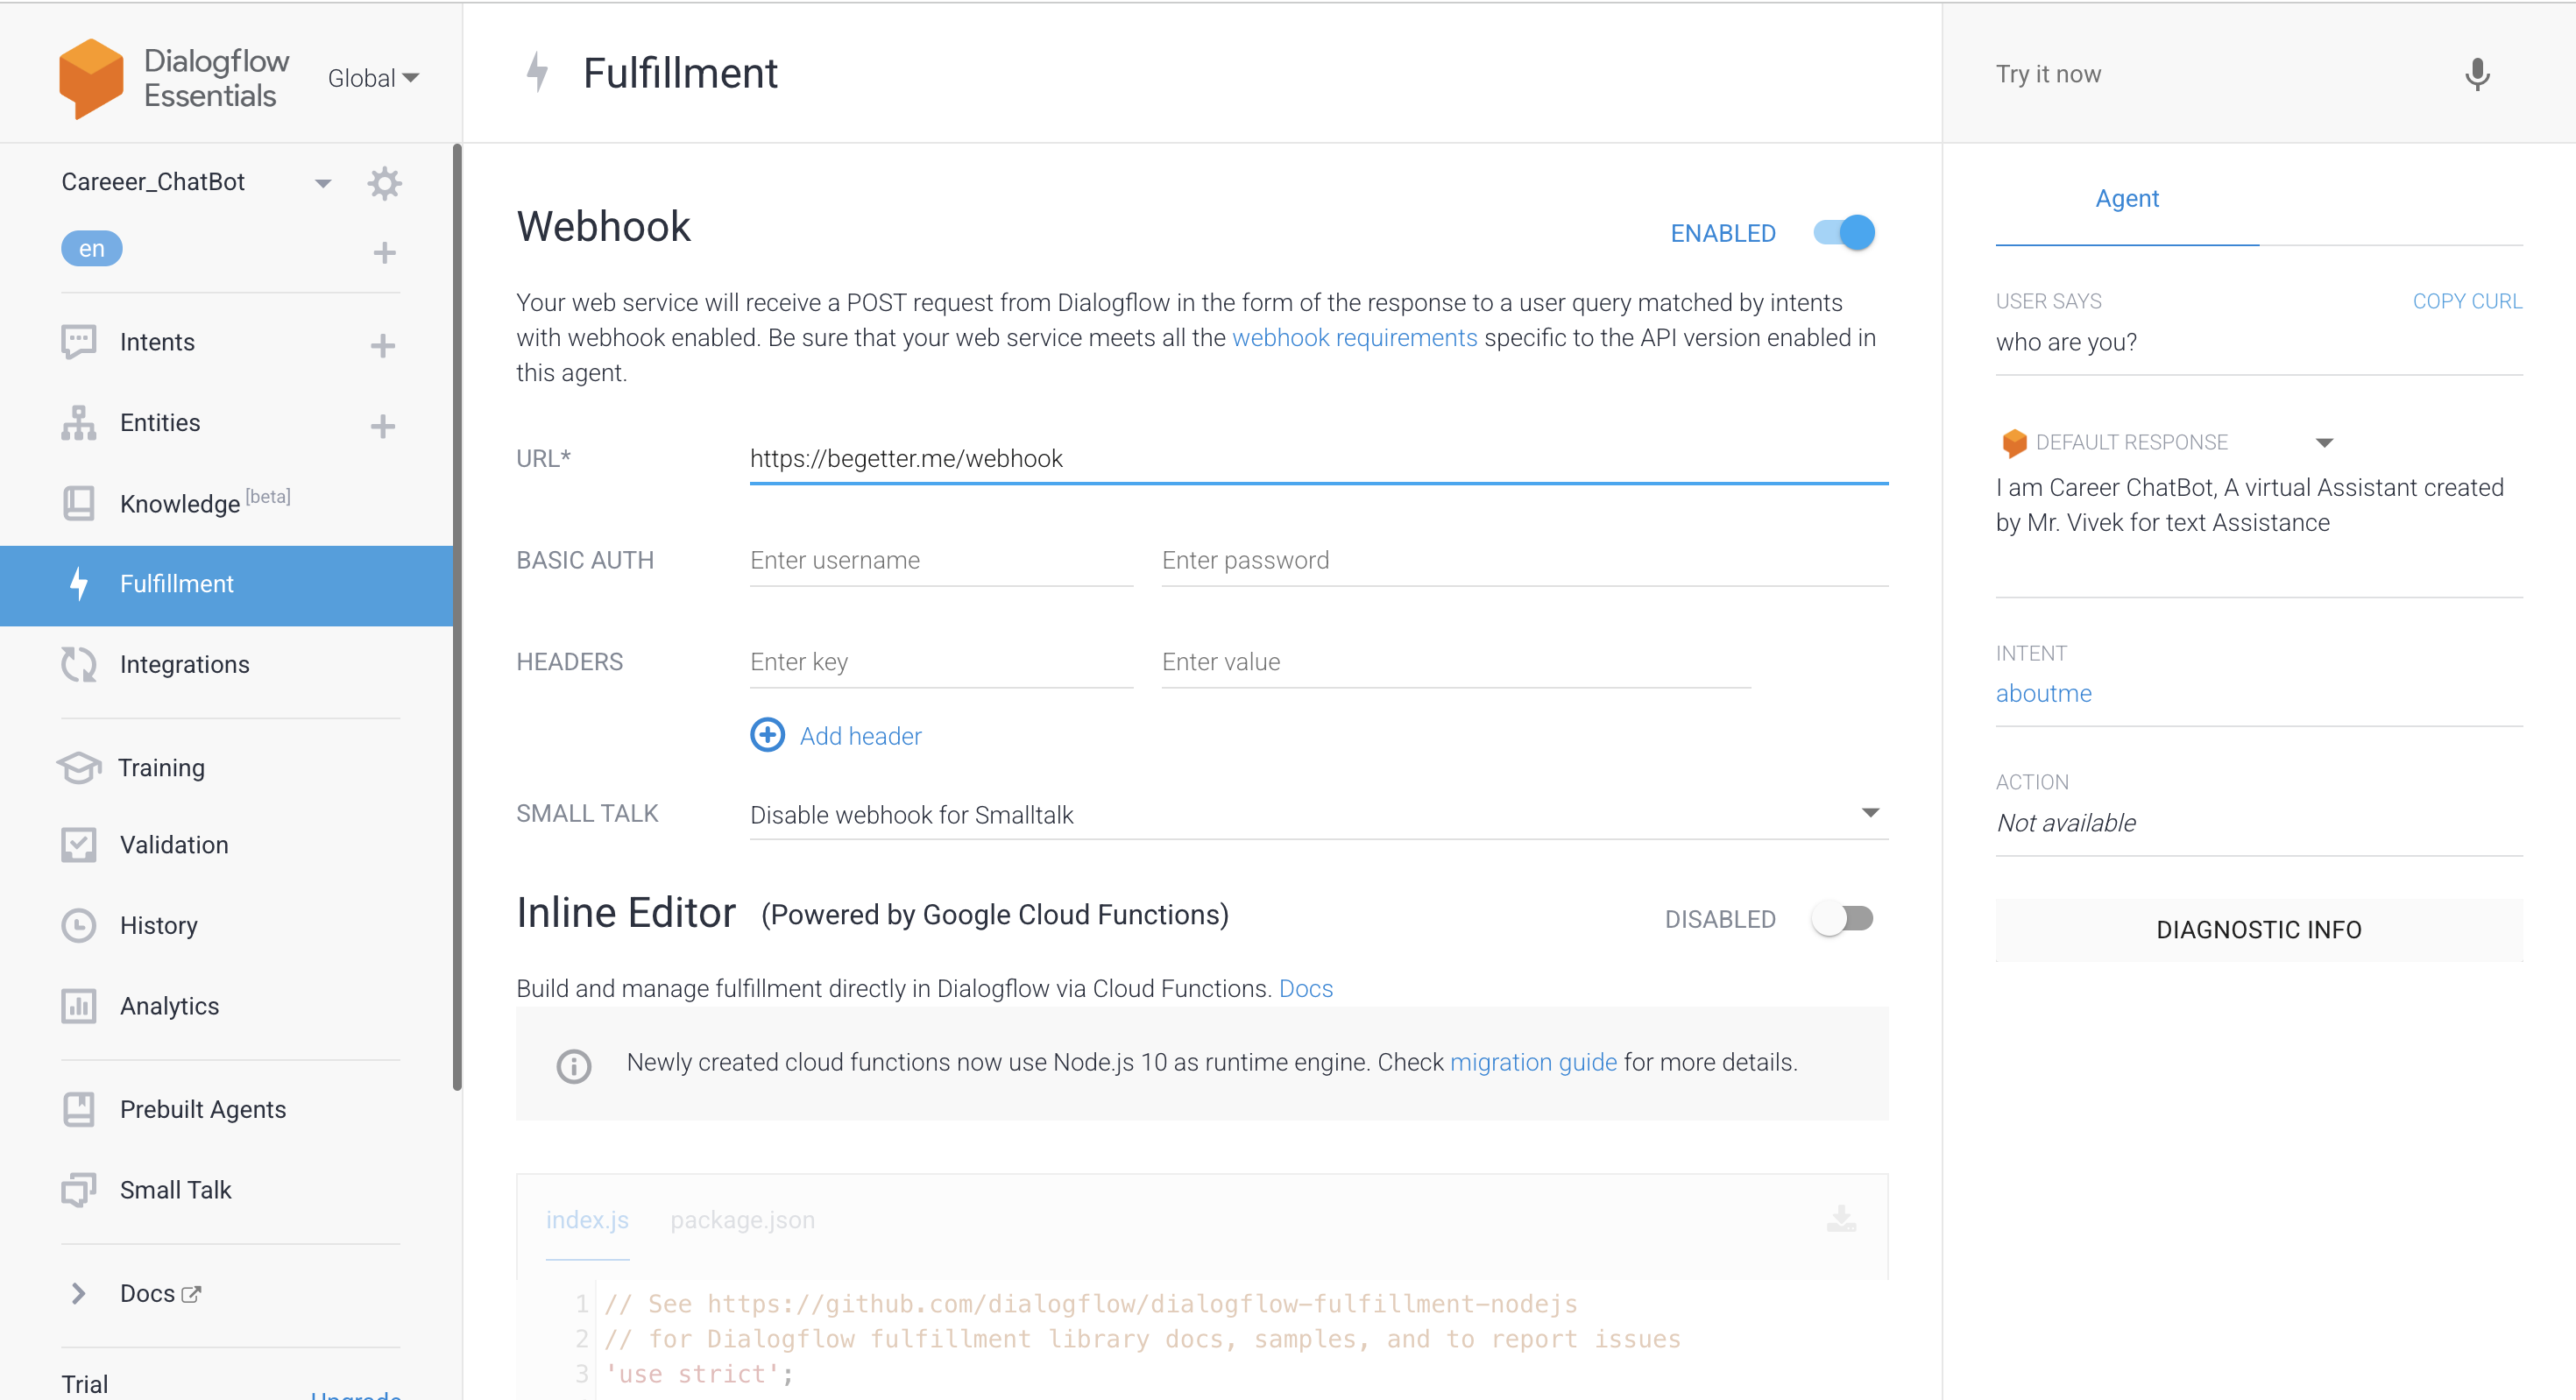 Dialogflow
Essentials
Global
Careeer_ChatBot
en
Intents
Entities
Knowledge [beta]
Fulfillment
Integrations
Training
Validation
History
Analytics
Prebuilt Agents
Small Talk
Docs
Trial
Upgrade
Fulfillment
Webhook
ENABLED
Your web service will receive a POST request from Dialogflow in the form of the response to a user query matched by intents
with webhook enabled. Be sure that your web service meets all the webhook requirements specific to the API version enabled in
this agent.
URL* https://begetter.me/webhook
BASIC AUTH Enter username Enter password
HEADERS Enter key Enter value
Add header
SMALL TALK Disable webhook for Smalltalk
Inline Editor (Powered by Google Cloud Functions) DISABLED
Build and manage fulfillment directly in Dialogflow via Cloud Functions. Docs
Newly created cloud functions now use Node.js 10 as runtime engine. Check migration guide for more details.
index.js package.json
1 // See https://github.com/dialogflow/dialogflow-fulfillment-nodejs
2 // for Dialogflow fulfillment library docs, samples, and to report issues
3 'use strict';
Try it now
Agent
USER SAYS COPY CURL
who are you?
DEFAULT RESPONSE
I am Career ChatBot, A virtual Assistant created
by Mr. Vivek for text Assistance
INTENT
aboutme
ACTION
Not available
DIAGNOSTIC INFO